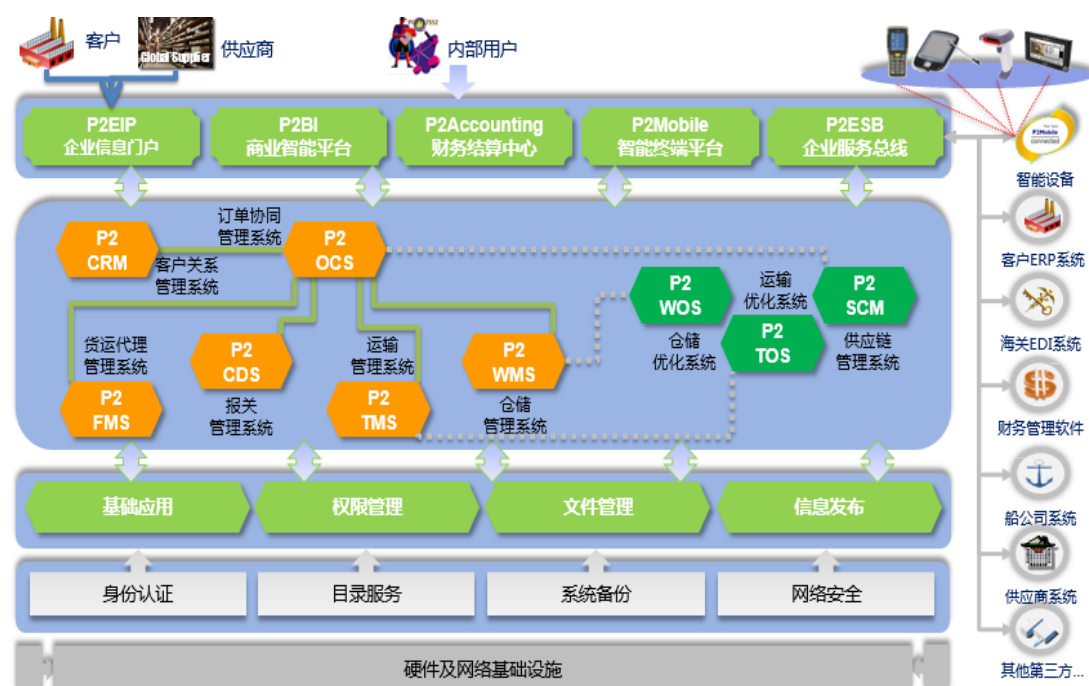 客户
Global Supplier
供应商
内部用户
P2EIP
企业信息门户
P2BI
商业智能平台
P2Accounting
财务结算中心
P2Mobile
智能终端平台
P2ESB
企业服务总线
P2Mobile
connected
智能设备
订单协同
管理系统
P2
CRM
客户关系
管理系统
P2
OCS
P2
WOS
仓储
优化系统
运输
优化系统
P2
TOS
P2
SCM
供应链
管理系统
货运代理
管理系统
P2
FMS
P2
CDS
报关
管理系统
运输
管理系统
P2
TMS
P2
WMS
仓储
管理系统
客户ERP系统
海关EDI系统
财务管理软件
船公司系统
供应商系统
其他第三方...
基础应用
权限管理
文件管理
信息发布
身份认证
目录服务
系统备份
网络安全
硬件及网络基础设施